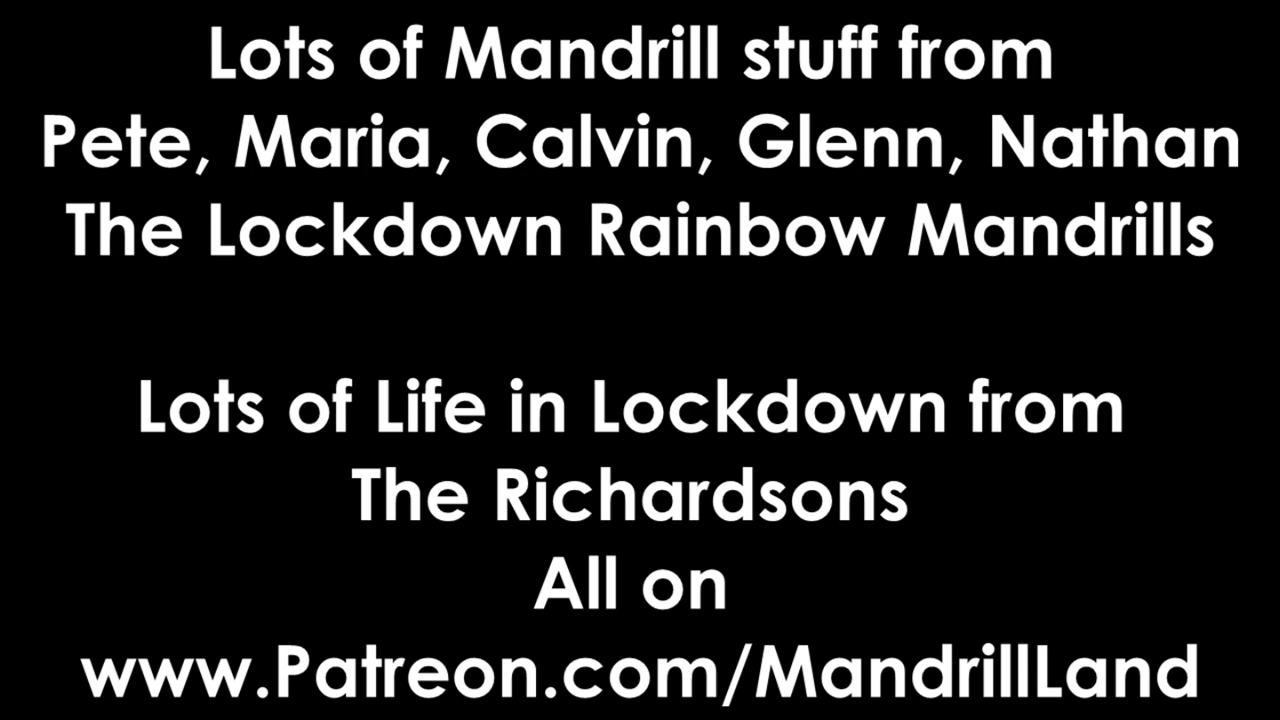 Lots of Mandrill stuff from
Pete, Maria, Calvin, Glenn, Nathan
The Lockdown Rainbow Mandrills
Lots of Life in Lockdown from
The Richardsons
All on
www.Patreon.com/MandrillLand